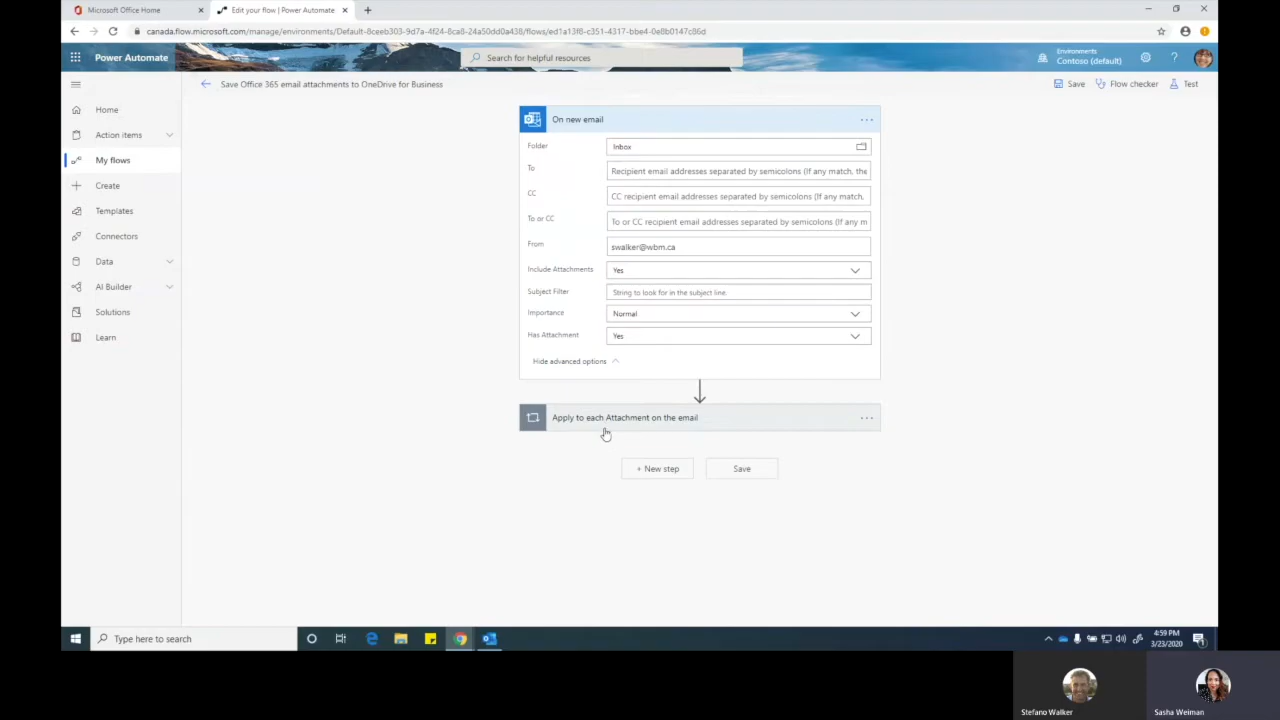 Microsoft Office Home
Edit your flow | Power Automate
canada.flow.microsoft.com/manage/environments/Default-8ceeb303-9d7a-4f24-8ca8-24a50dd0a438/flows/ed1a13f6-c351-4317-bbe4-0e8b0147c86d
Power Automate
Search for helpful resources
Environments
Contoso (default)
Save Office 365 email attachments to OneDrive for Business
Save
Flow checker
Test
Home
Action items
My flows
Create
Templates
Connectors
Data
AI Builder
Solutions
Learn
On new email
Folder
Inbox
To
Recipient email addresses separated by semicolons (If any match, the
CC
CC recipient email addresses separated by semicolons (If any match,
To or CC
To or CC recipient email addresses separated by semicolons (If any m
From
swalker@wbm.ca
Include Attachments
Yes
Subject Filter
String to look for in the subject line.
Importance
Normal
Has Attachment
Yes
Hide advanced options
Apply to each Attachment on the email
+ New step
Save
Type here to search
4:59 PM
3/23/2020
Stefano Walker
Sasha Weiman